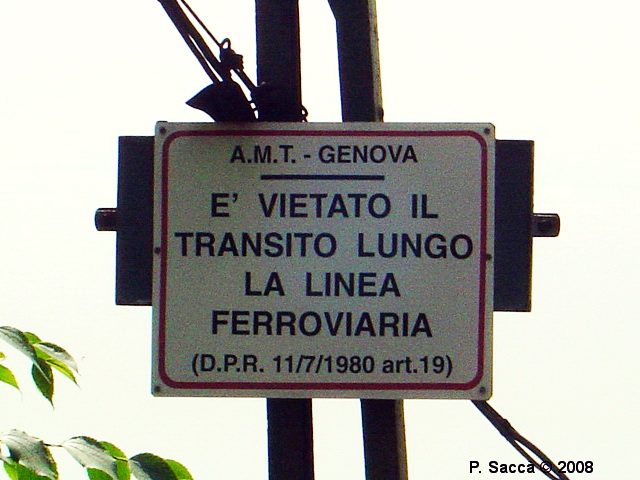 A.M.T. - GENOVA
E' VIETATO IL
TRANSITO LUNGO
LA LINEA
FERROVIARIA
(D.P.R. 11/7/1980 art.19)
P. Sacca © 2008